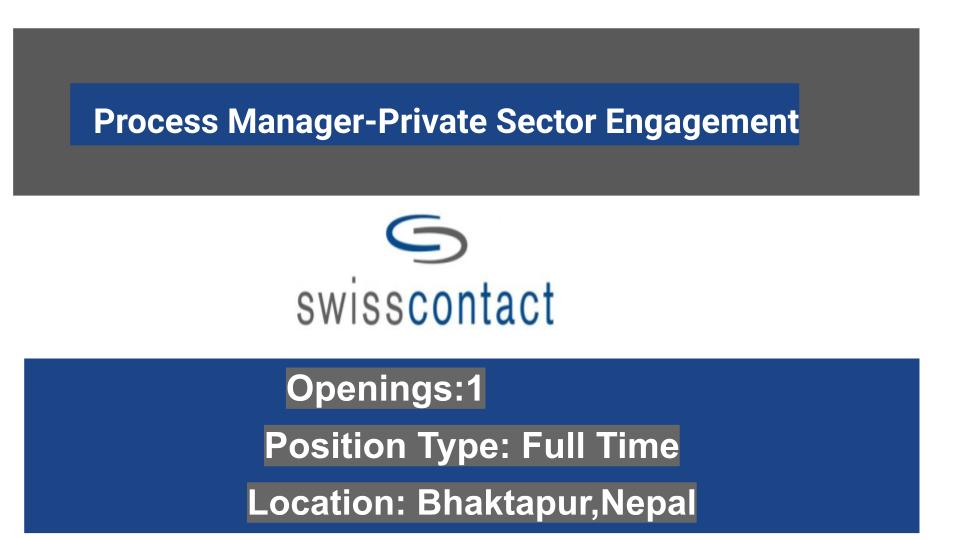 Process Manager-Private Sector Engagement
swisscontact
Openings:1
Position Type: Full Time
Location: Bhaktapur,Nepal